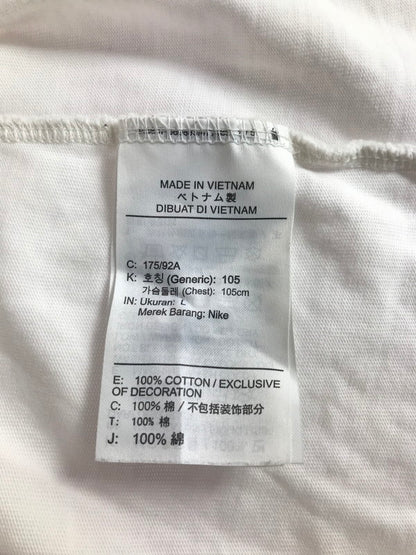 MADE IN VIETNAM
ベトナム製
DIBUAT DI VIETNAM
C: 175/92A
K: 호칭 (Generic): 105
가슴둘레 (Chest): 105cm
IN: Ukuran: L
Merek Barang: Nike
E: 100% COTTON / EXCLUSIVE
OF DECORATION
C: 100% 棉 / 不包括装饰部分
T: 100% 棉
J: 100% 綿